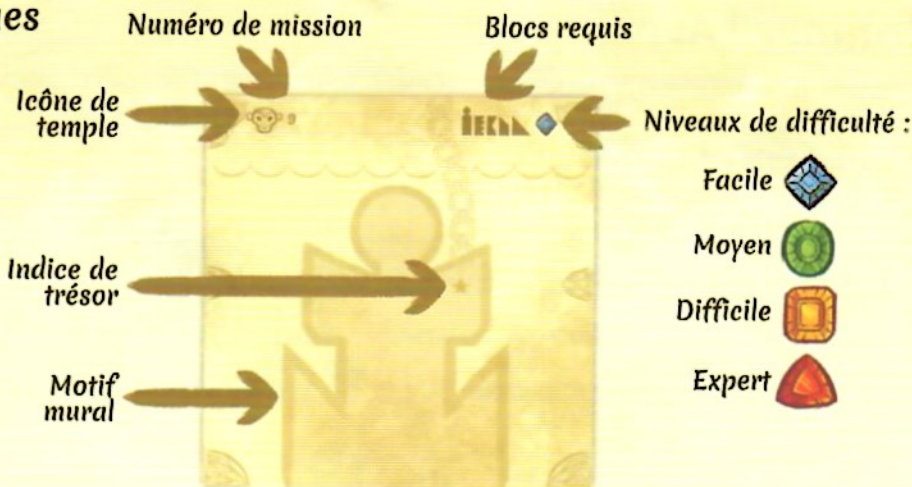 Numéro de mission
Blocs requis
Icône de
temple
9
Niveaux de difficulté :
Facile
Moyen
Indice de
trésor
Difficile
Expert
Motif
mural